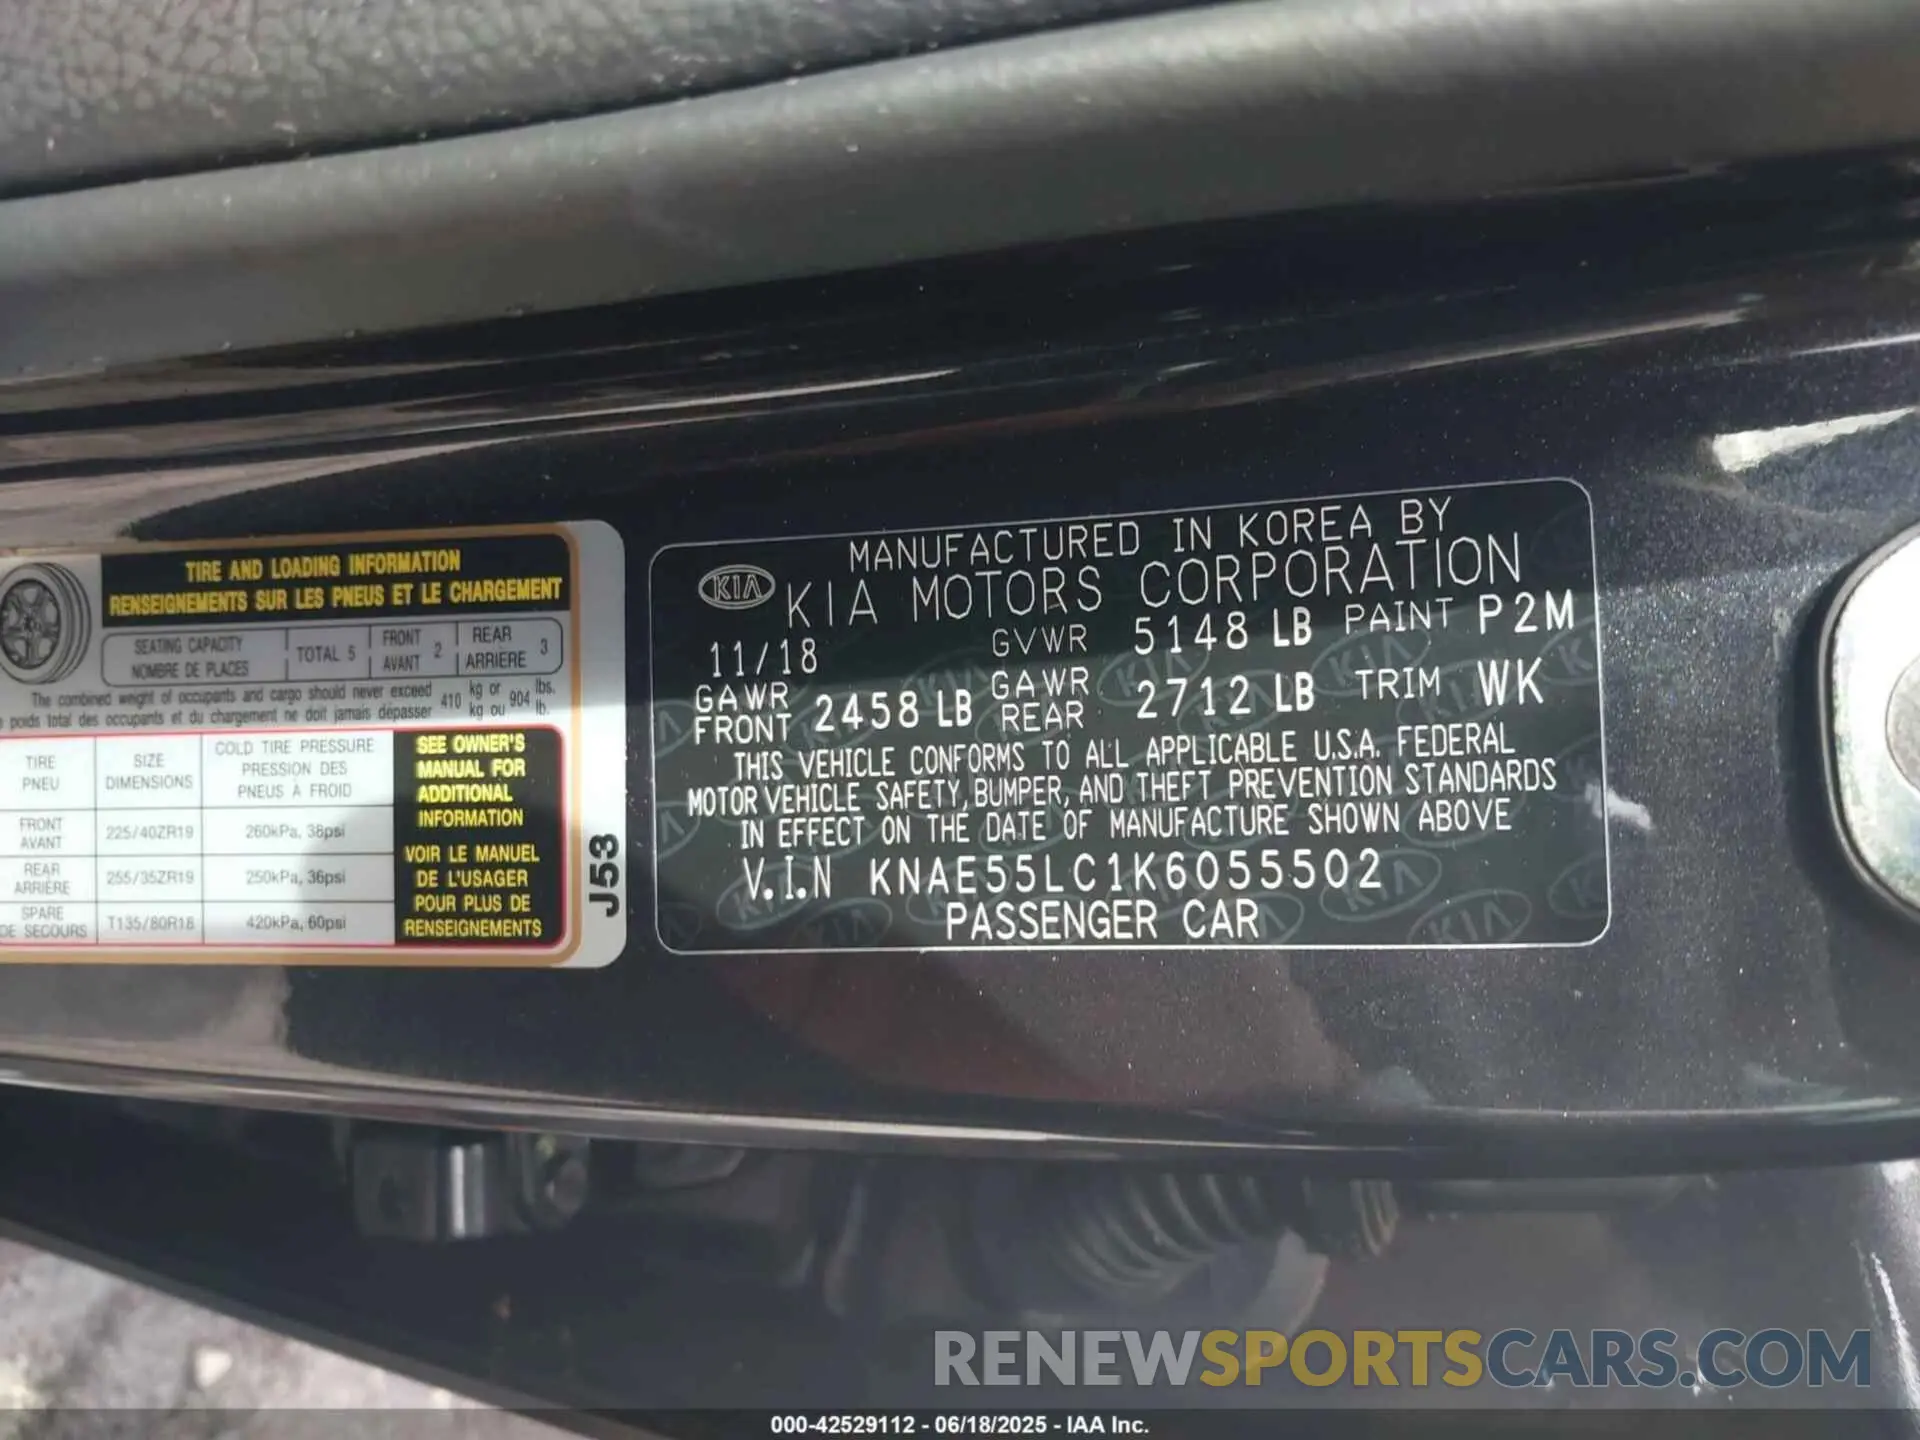 TIRE AND LOADING INFORMATION
RENSEIGNEMENTS SUR LES PNEUS ET LE CHARGEMENT
SEATING CAPACITY
NOMBRE DE PLACES
TOTAL 5
FRONT
AVANT 2
REAR
ARRIÈRE 3
The combined weight of occupants and cargo should never exceed 410 kg or 904 lbs.
poids total des occupants et du chargement ne doit jamais dépasser 410 kg ou 904 lb.
TIRE
PNEU
SIZE
DIMENSIONS
COLD TIRE PRESSURE
PRESSION DES
PNEUS À FROID
FRONT
AVANT
225/40ZR19
260kPa, 38psi
REAR
ARRIÈRE
255/35ZR19
250kPa, 36psi
SPARE
DE SECOURS
T135/80R18
420kPa, 60psi
SEE OWNER'S
MANUAL FOR
ADDITIONAL
INFORMATION
VOIR LE MANUEL
DE L'USAGER
POUR PLUS DE
RENSEIGNEMENTS
J53
MANUFACTURED IN KOREA BY
KIA KIA MOTORS CORPORATION
11/18 GVWR 5148 LB PAINT P2M
GAWR FRONT 2458 LB GAWR REAR 2712 LB TRIM WK
THIS VEHICLE CONFORMS TO ALL APPLICABLE U.S.A. FEDERAL
MOTOR VEHICLE SAFETY, BUMPER, AND THEFT PREVENTION STANDARDS
IN EFFECT ON THE DATE OF MANUFACTURE SHOWN ABOVE
V.I.N KNAE55LC1K6055502
PASSENGER CAR
RENEWSPORTSCARS.COM
000-42529112 - 06/18/2025 - IAA Inc.